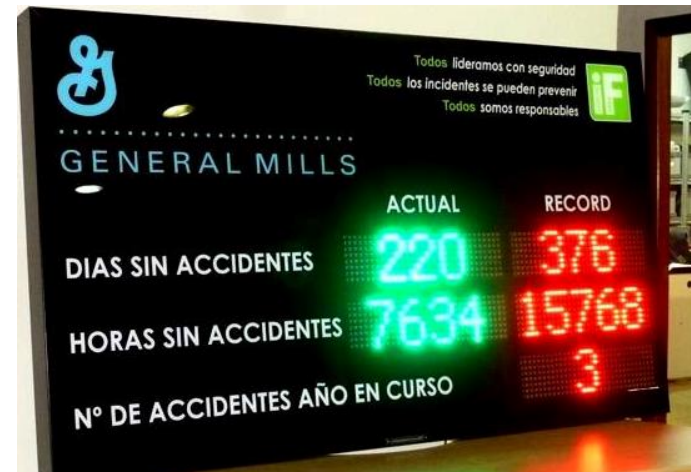 G
Todos lideramos con seguridad
Todos los incidentes se pueden prevenir
Todos somos responsables
iF
GENERAL MILLS
ACTUAL RECORD
DIAS SIN ACCIDENTES 220 376
HORAS SIN ACCIDENTES 7634 15768
Nº DE ACCIDENTES AÑO EN CURSO 3